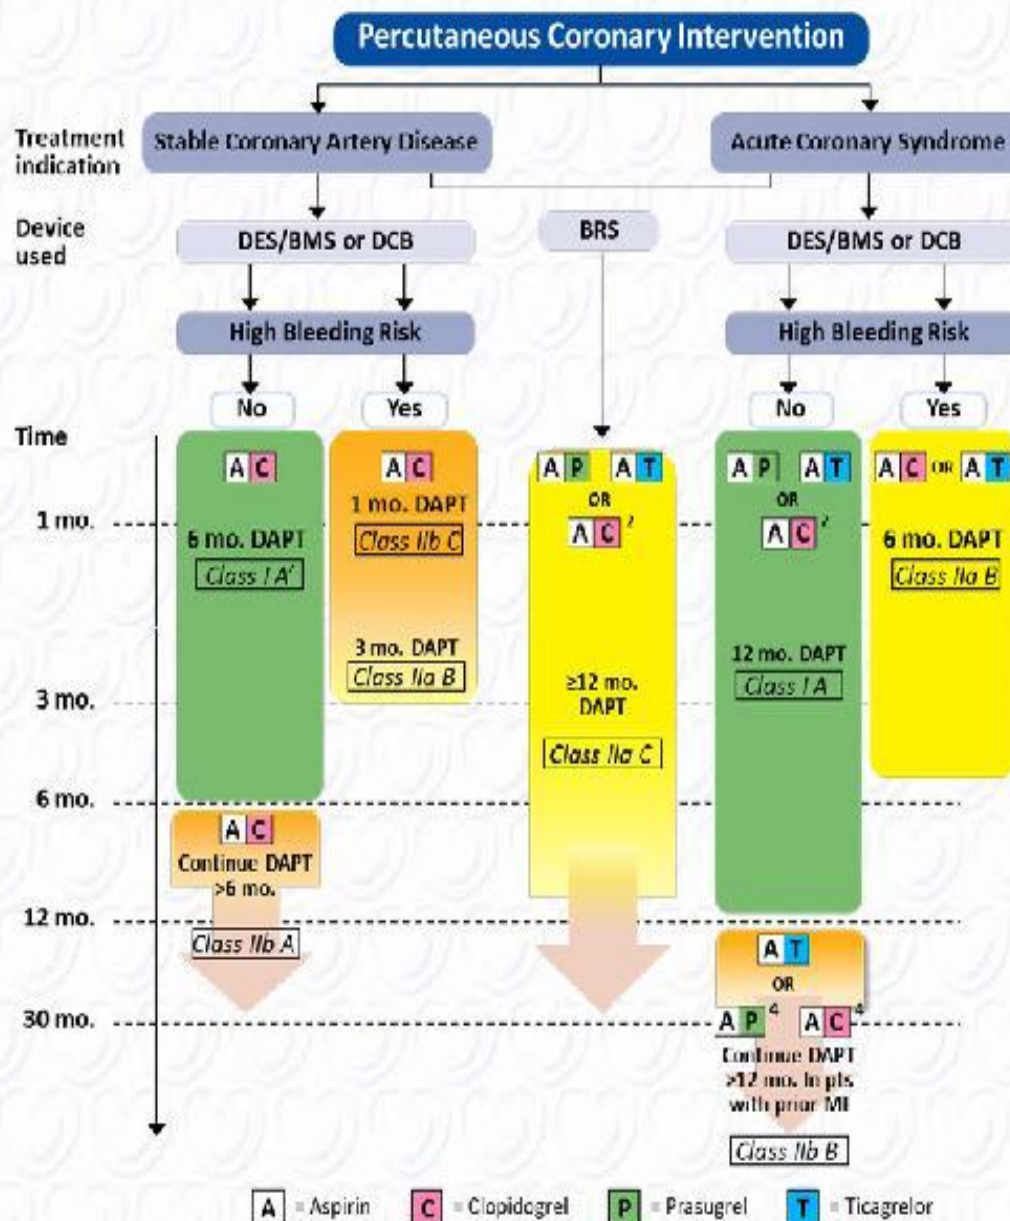 Percutaneous Coronary Intervention
Treatment indication
Stable Coronary Artery Disease
Acute Coronary Syndrome
Device used
DES/BMS or DCB
BRS
DES/BMS or DCB
High Bleeding Risk
High Bleeding Risk
No
Yes
No
Yes
Time
A C
A C
A P A T
A P A T
A C OR A T
1 mo. DAPT
OR
OR
1 mo.
Class IIb C
A C 2
A C 2
6 mo. DAPT
6 mo. DAPT
Class I A
Class IIa B
3 mo. DAPT
12 mo. DAPT
Class IIa B
≥12 mo.
Class I A
3 mo.
DAPT
Class IIa C
6 mo.
A C
Continue DAPT
>6 mo.
12 mo.
Class IIb A
A T
OR
30 mo.
A P 4 A C 4
Continue DAPT
>12 mo. In pts
with prior MI
Class IIb B
A = Aspirin C = Clopidogrel P = Prasugrel T = Ticagrelor